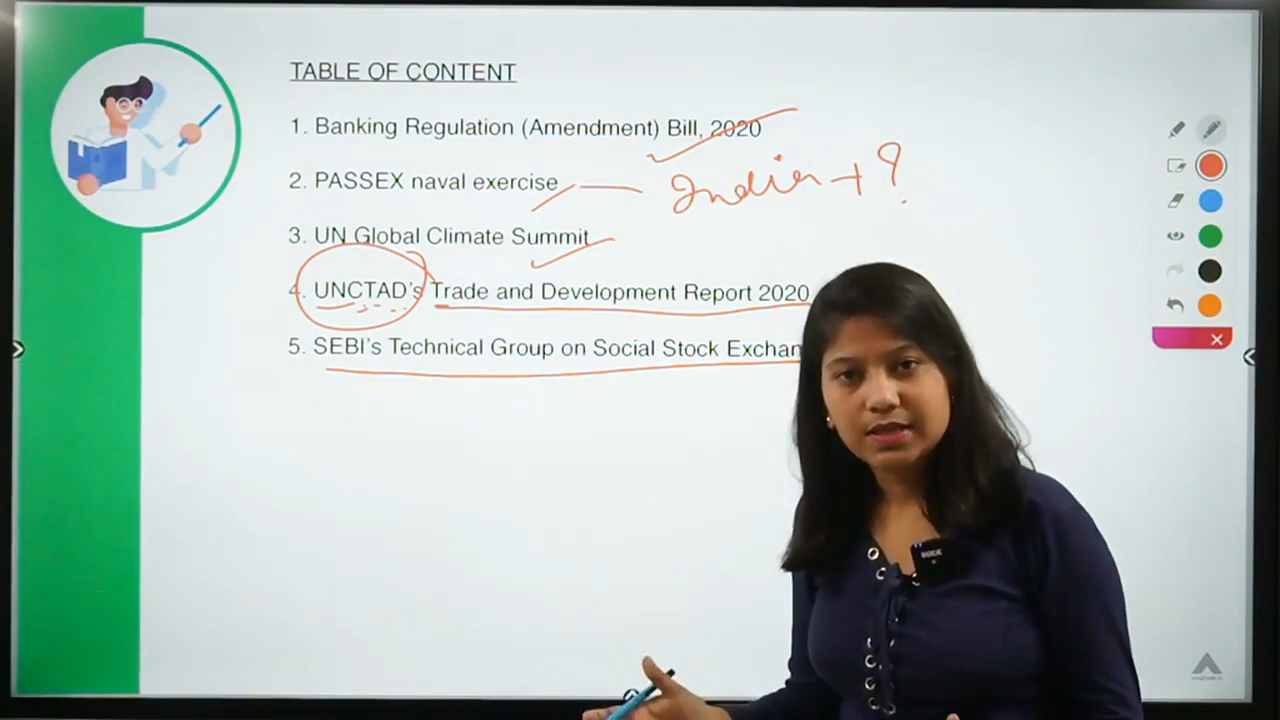 TABLE OF CONTENT
1. Banking Regulation (Amendment) Bill, 2020
2. PASSEX naval exercise — India + ?
3. UN Global Climate Summit
4. UNCTAD's Trade and Development Report 2020
5. SEBI's Technical Group on Social Stock Exchan